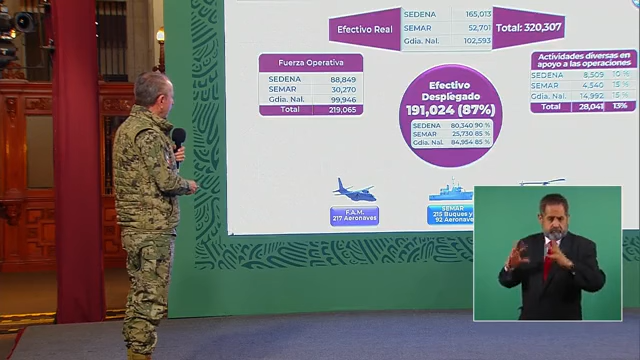 SEDENA 165,013
Efectivo Real SEMAR 52,701 Total: 320,307
Gdia. Nal. 102,593
Fuerza Operativa
SEDENA 88,849
SEMAR 30,270
Gdia. Nal. 99,946
Total 219,065
Efectivo
Desplegado
191,024 (87%)
SEDENA 80,340 90 %
SEMAR 25,730 85 %
Gdia. Nal. 84,954 85 %
Actividades diversas en
apoyo a las operaciones
SEDENA 8,509 10 %
SEMAR 4,540 15 %
Gdia. Nal. 14,992 15 %
Total 28,041 13%
F.A.M.
217 Aeronaves
SEMAR
215 Buques y
92 Aeronave